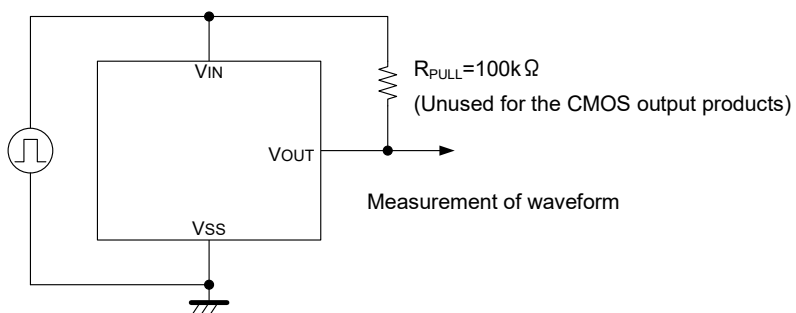 VIN
RPULL=100kΩ
(Unused for the CMOS output products)
VOUT
Measurement of waveform
VSS